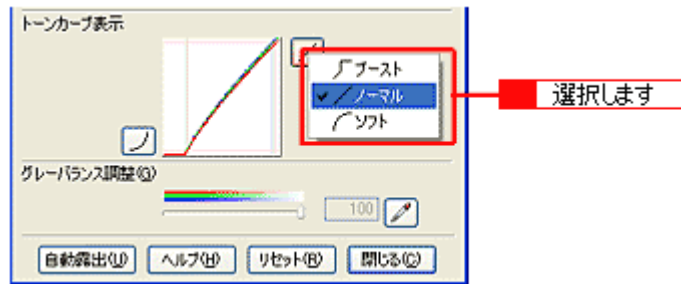 トーンカーブ表示
ブースト
ノーマル
ソフト
選択します
グレーバランス調整(G)
100
自動露出(U) ヘルプ(H) リセット(R) 閉じる(C)